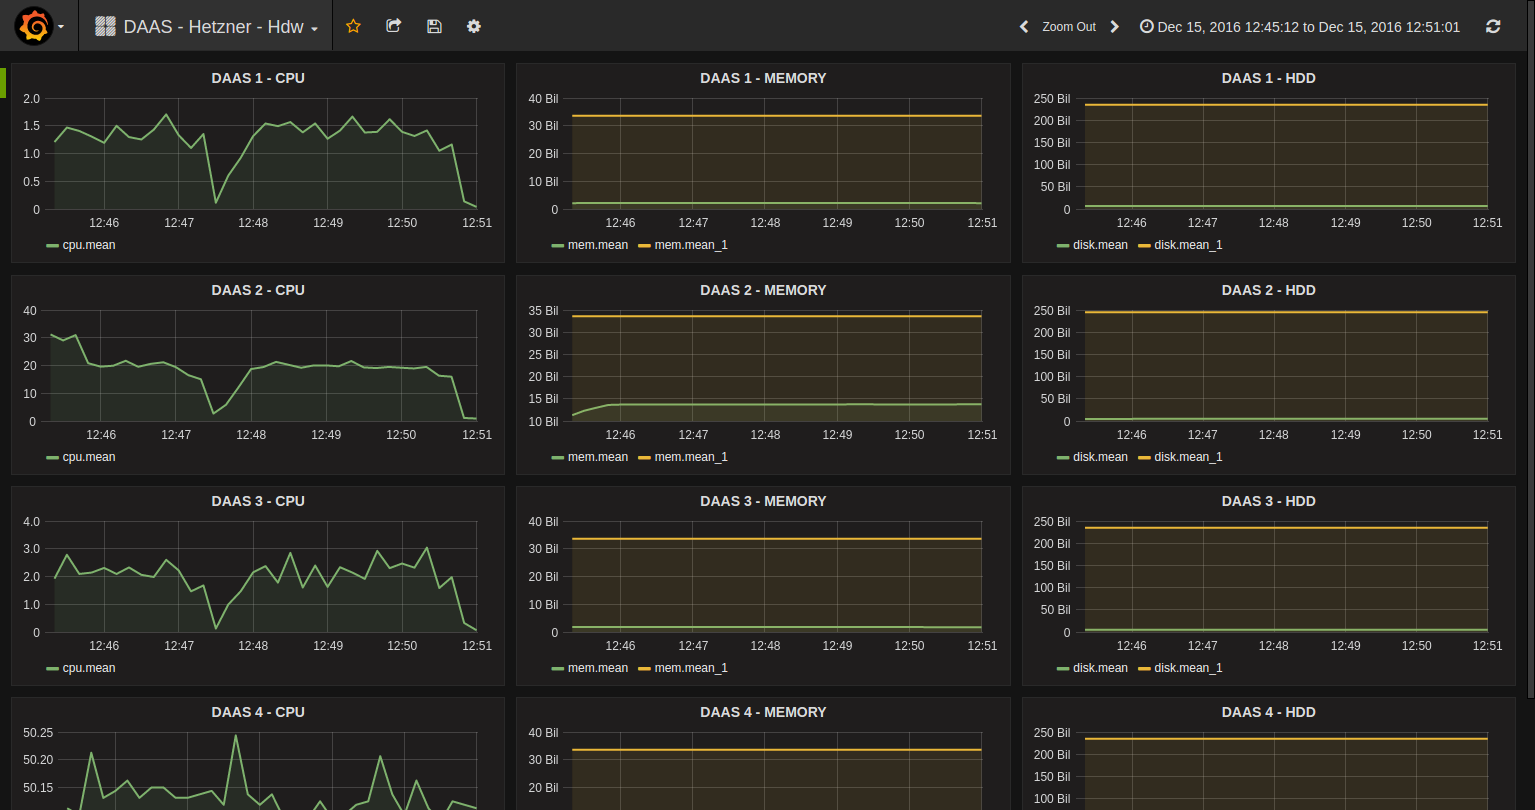 DAAS - Hetzner - Hdw
Zoom Out
Dec 15, 2016 12:45:12 to Dec 15, 2016 12:51:01
DAAS 1 - CPU
2.0
1.5
1.0
0.5
0
12:46 12:47 12:48 12:49 12:50 12:51
cpu.mean
DAAS 1 - MEMORY
40 Bil
30 Bil
20 Bil
10 Bil
0
12:46 12:47 12:48 12:49 12:50 12:51
mem.mean mem.mean_1
DAAS 1 - HDD
250 Bil
200 Bil
150 Bil
100 Bil
50 Bil
0
12:46 12:47 12:48 12:49 12:50 12:51
disk.mean disk.mean_1
DAAS 2 - CPU
40
30
20
10
0
12:46 12:47 12:48 12:49 12:50 12:51
cpu.mean
DAAS 2 - MEMORY
35 Bil
30 Bil
25 Bil
20 Bil
15 Bil
10 Bil
12:46 12:47 12:48 12:49 12:50 12:51
mem.mean mem.mean_1
DAAS 2 - HDD
250 Bil
200 Bil
150 Bil
100 Bil
50 Bil
0
12:46 12:47 12:48 12:49 12:50 12:51
disk.mean disk.mean_1
DAAS 3 - CPU
4.0
3.0
2.0
1.0
0
12:46 12:47 12:48 12:49 12:50 12:51
cpu.mean
DAAS 3 - MEMORY
40 Bil
30 Bil
20 Bil
10 Bil
0
12:46 12:47 12:48 12:49 12:50 12:51
mem.mean mem.mean_1
DAAS 3 - HDD
250 Bil
200 Bil
150 Bil
100 Bil
50 Bil
0
12:46 12:47 12:48 12:49 12:50 12:51
disk.mean disk.mean_1
DAAS 4 - CPU
50.25
50.20
50.15
DAAS 4 - MEMORY
40 Bil
30 Bil
20 Bil
DAAS 4 - HDD
250 Bil
200 Bil
150 Bil
100 Bil